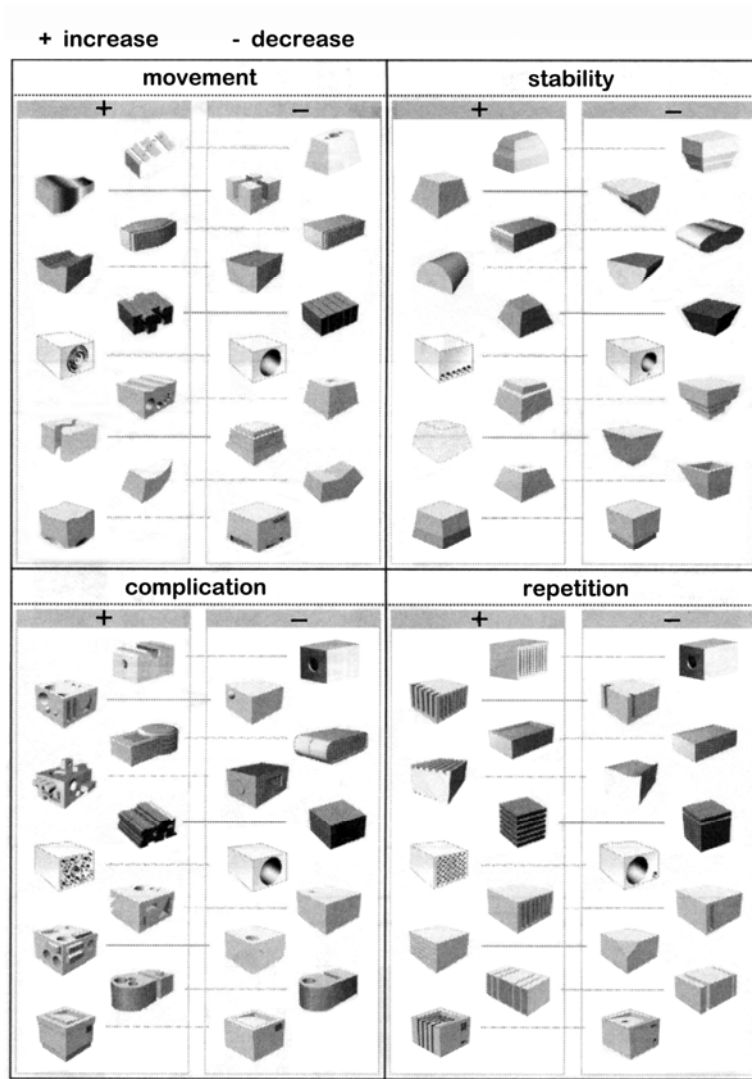 + increase - decrease
movement
+ −
stability
+ −
complication
+ −
repetition
+ −